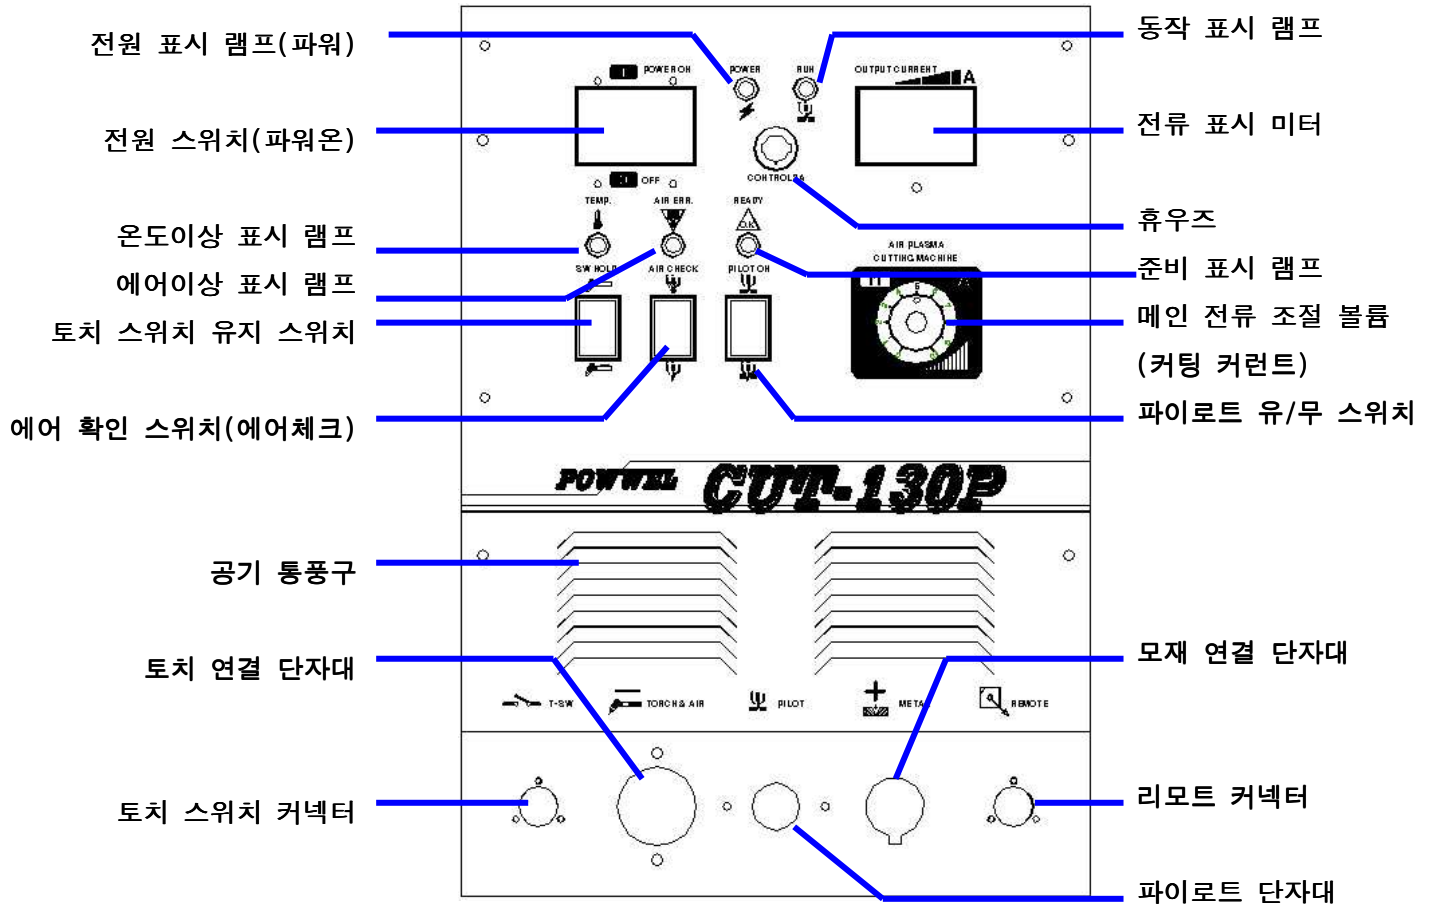 전원 표시 램프(파워)
동작 표시 램프
POWER ON
POWER
RUN
OUTPUT CURRENT
A
전원 스위치(파워온)
전류 표시 미터
OFF
CONTROL 2A
TEMP.
AIR ERR.
READY
O.K
휴우즈
온도이상 표시 램프
AIR PLASMA
CUTTING MACHINE
SW HOLD
AIR CHECK
PILOT ON
준비 표시 램프
에어이상 표시 램프
토치 스위치 유지 스위치
메인 전류 조절 볼륨
(커팅 커런트)
에어 확인 스위치(에어체크)
파이로트 유/무 스위치
POWWEL
CUT-130P
공기 통풍구
토치 연결 단자대
모재 연결 단자대
T-SW
TORCH & AIR
PILOT
METAL
REMOTE
토치 스위치 커넥터
리모트 커넥터
파이로트 단자대